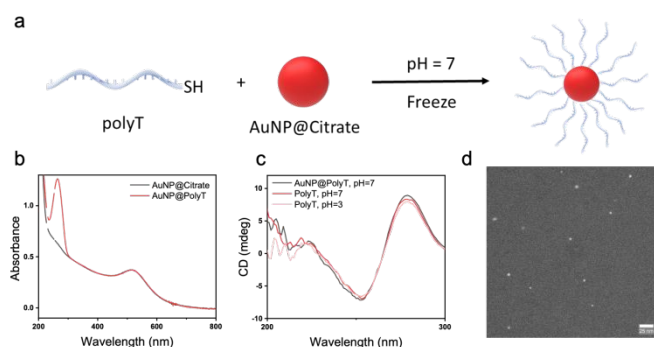 a
SH
polyT
+
AuNP@Citrate
pH = 7
Freeze
b
AuNP@Citrate
AuNP@PolyT
1.0
0.5
0.0
Absorbance
200 400 600 800
Wavelength (nm)
c
AuNP@PolyT, pH=7
PolyT, pH=7
PolyT, pH=3
10
5
0
-5
-10
CD (mdeg)
200 300
Wavelength (nm)
d